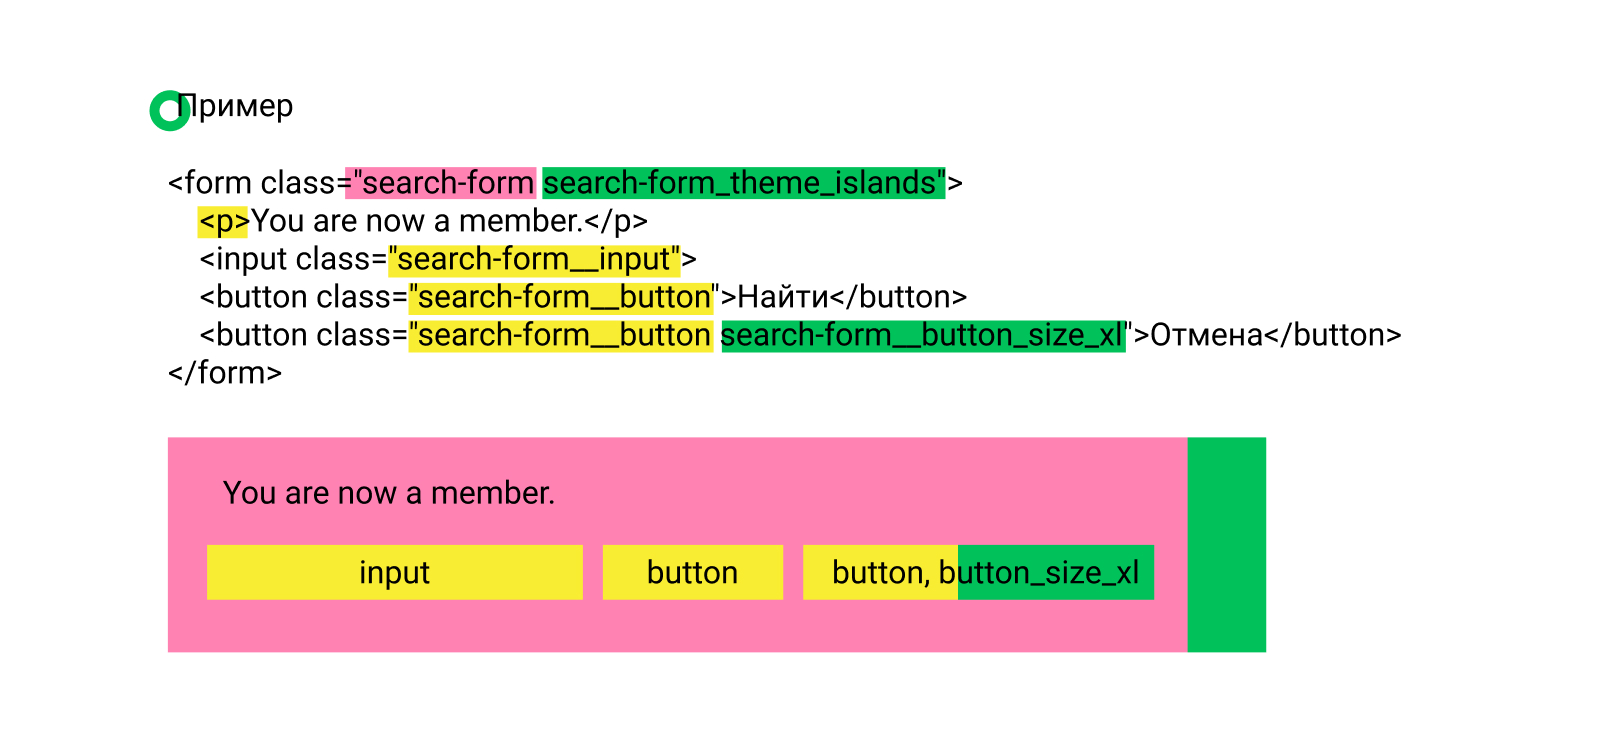 Пример
<form class="search-form search-form_theme_islands">
<p>You are now a member.</p>
<input class="search-form__input">
<button class="search-form__button">Найти</button>
<button class="search-form__button search-form__button_size_xl">Отмена</button>
</form>
You are now a member.
input button button, button_size_xl